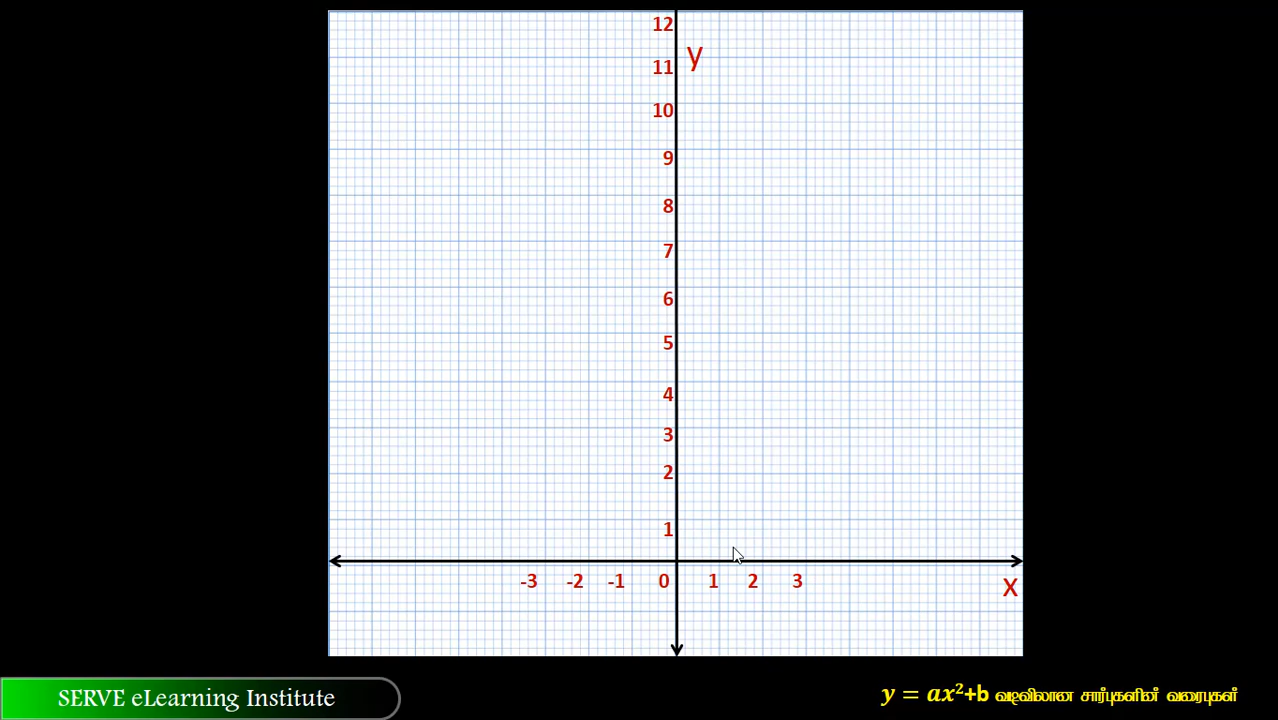 12
y
11
10
9
8
7
6
5
4
3
2
1
-3 -2 -1 0 1 2 3
x
SERVE eLearning Institute
y = ax²+b வடிவிலான சார்புகளின் வரைபுகள்